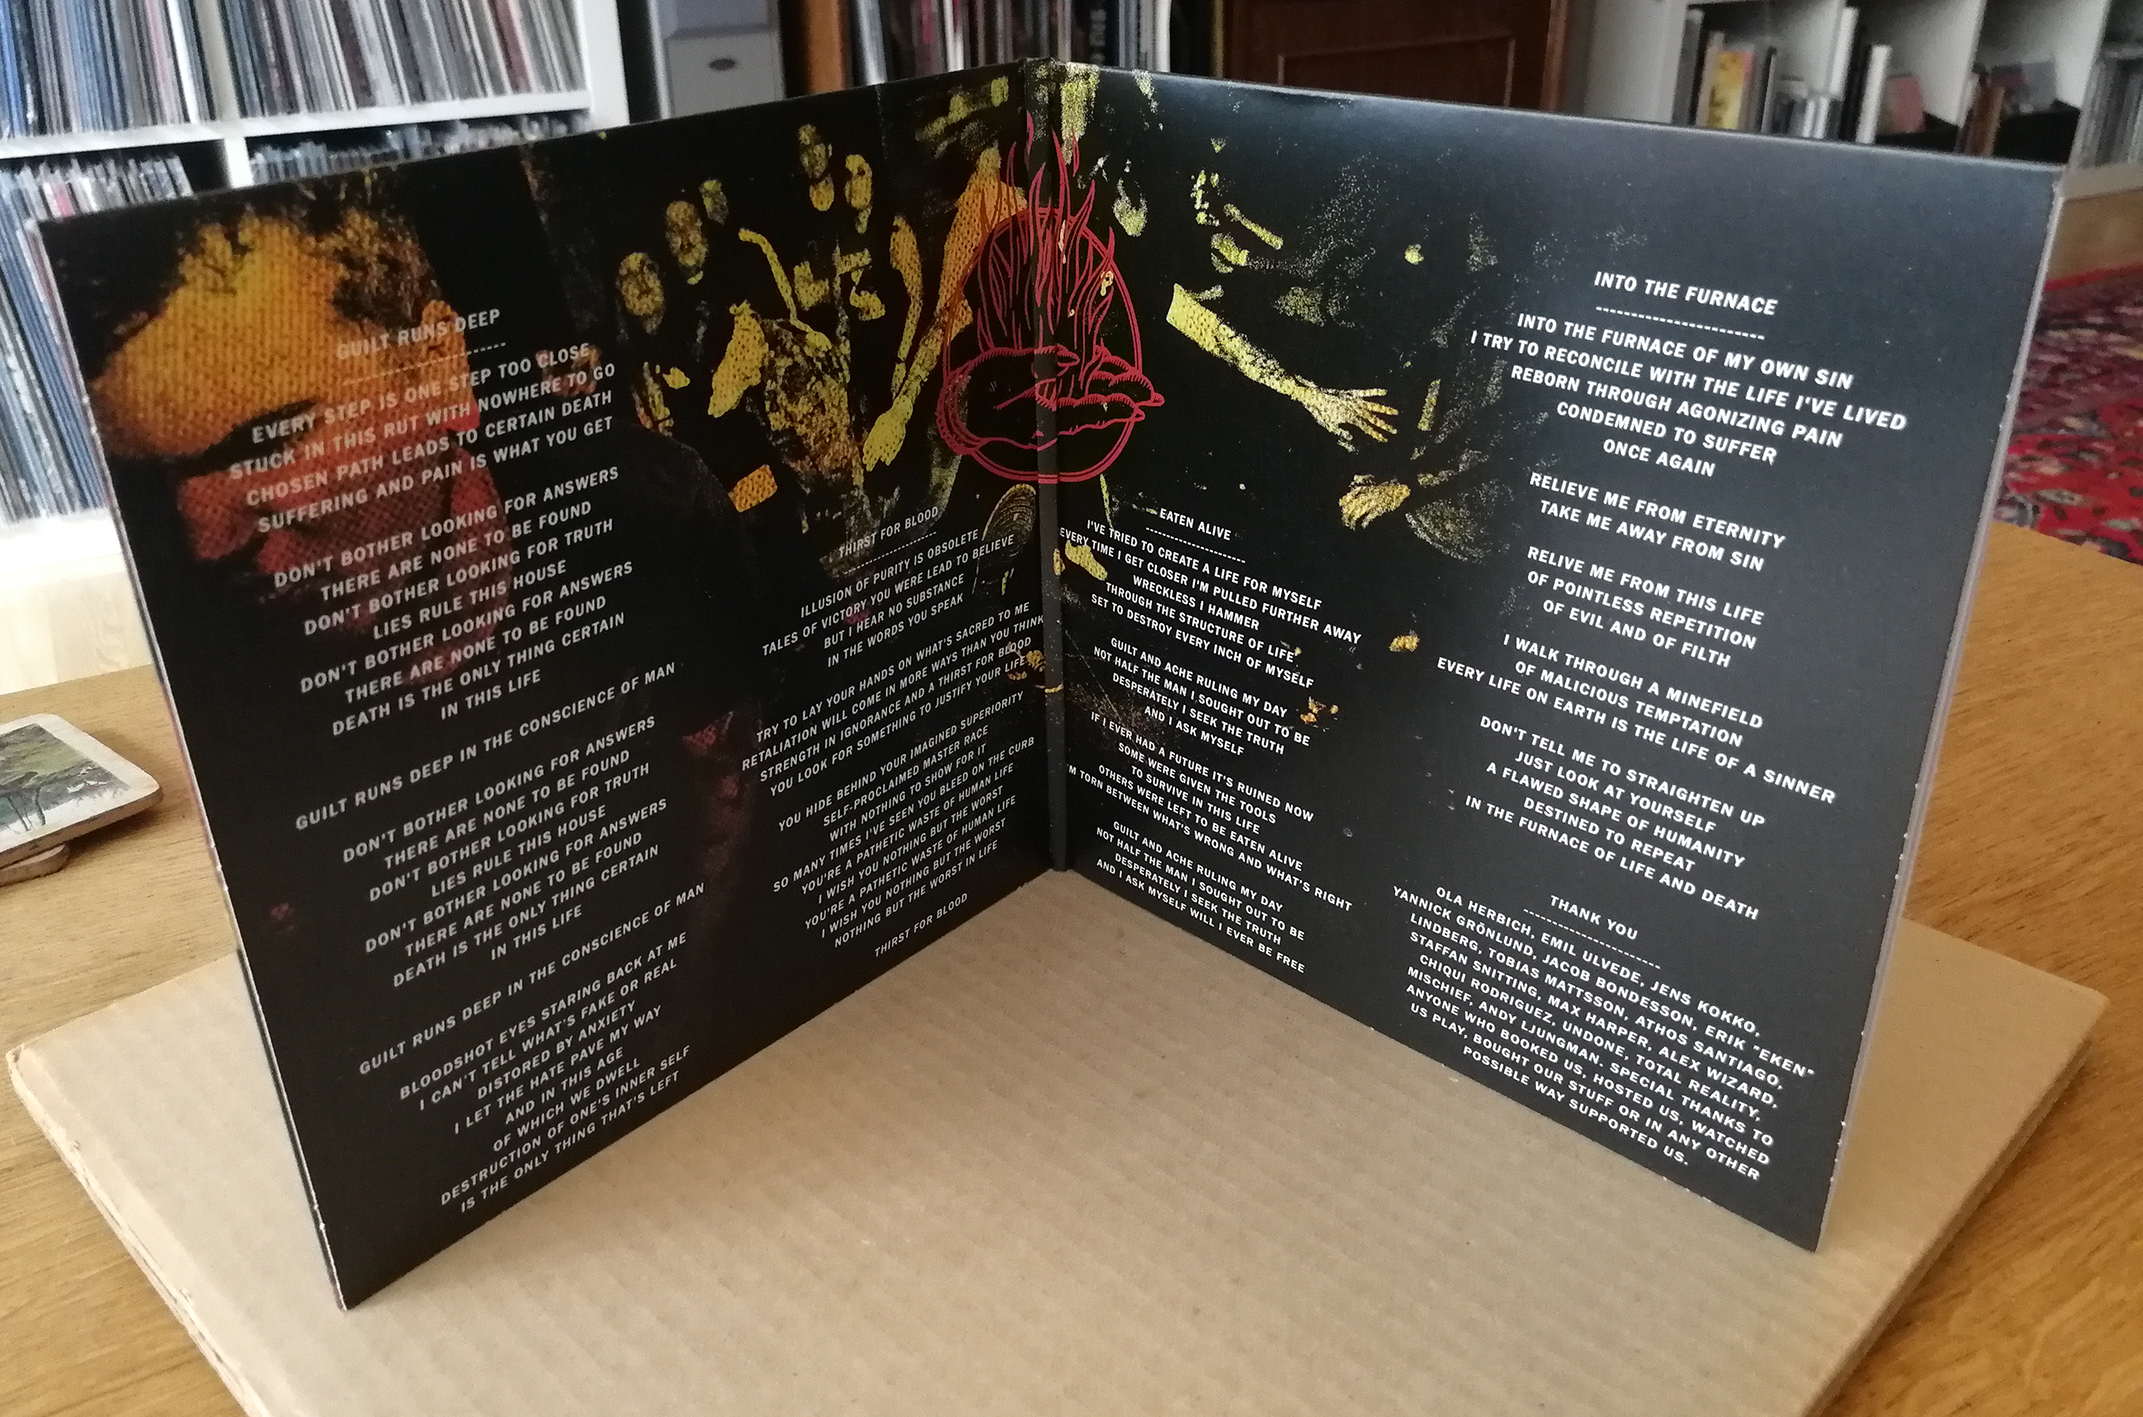 GUILT RUNS DEEP
--------------------
EVERY STEP IS ONE STEP TOO CLOSE
STUCK IN THIS RUT WITH NOWHERE TO GO
CHOSEN PATH LEADS TO CERTAIN DEATH
SUFFERING AND PAIN IS WHAT YOU GET
DON'T BOTHER LOOKING FOR ANSWERS
THERE ARE NONE TO BE FOUND
DON'T BOTHER LOOKING FOR TRUTH
LIES RULE THIS HOUSE
DON'T BOTHER LOOKING FOR ANSWERS
THERE ARE NONE TO BE FOUND
DEATH IS THE ONLY THING CERTAIN
IN THIS LIFE
GUILT RUNS DEEP IN THE CONSCIENCE OF MAN
DON'T BOTHER LOOKING FOR ANSWERS
THERE ARE NONE TO BE FOUND
DON'T BOTHER LOOKING FOR TRUTH
LIES RULE THIS HOUSE
DON'T BOTHER LOOKING FOR ANSWERS
THERE ARE NONE TO BE FOUND
DEATH IS THE ONLY THING CERTAIN
IN THIS LIFE
GUILT RUNS DEEP IN THE CONSCIENCE OF MAN
BLOODSHOT EYES STARING BACK AT ME
I CAN'T TELL WHAT'S FAKE OR REAL
DISTORED BY ANXIETY
I LET THE HATE PAVE MY WAY
AND IN THIS AGE
OF WHICH WE DWELL
DESTRUCTION OF ONE'S INNER SELF
IS THE ONLY THING THAT'S LEFT
THIRST FOR BLOOD
--------------------
ILLUSION OF PURITY IS OBSOLETE
TALES OF VICTORY YOU WERE LEAD TO BELIEVE
BUT I HEAR NO SUBSTANCE
IN THE WORDS YOU SPEAK
TRY TO LAY YOUR HANDS ON WHAT'S SACRED TO ME
RETALIATION WILL COME IN MORE WAYS THAN YOU THINK
STRENGTH IN IGNORANCE AND A THIRST FOR BLOOD
YOU LOOK FOR SOMETHING TO JUSTIFY YOUR LIFE
YOU HIDE BEHIND YOUR IMAGINED SUPERIORITY
SELF-PROCLAIMED MASTER RACE
WITH NOTHING TO SHOW FOR IT
SO MANY TIMES I'VE SEEN YOU BLEED ON THE CURB
YOU'RE A PATHETIC WASTE OF HUMAN LIFE
I WISH YOU NOTHING BUT THE WORST
YOU'RE A PATHETIC WASTE OF HUMAN LIFE
I WISH YOU NOTHING BUT THE WORST
NOTHING BUT THE WORST IN LIFE
THIRST FOR BLOOD
EATEN ALIVE
--------------------
I'VE TRIED TO CREATE A LIFE FOR MYSELF
EVERY TIME I GET CLOSER I'M PULLED FURTHER AWAY
WRECKLESS I HAMMER
THROUGH THE STRUCTURE OF LIFE
SET TO DESTROY EVERY INCH OF MYSELF
GUILT AND ACHE RULING MY DAY
NOT HALF THE MAN I SOUGHT OUT TO BE
DESPERATELY I SEEK THE TRUTH
AND I ASK MYSELF
IF I EVER HAD A FUTURE IT'S RUINED NOW
SOME WERE GIVEN THE TOOLS
TO SURVIVE IN THIS LIFE
OTHERS WERE LEFT TO BE EATEN ALIVE
I'M TORN BETWEEN WHAT'S WRONG AND WHAT'S RIGHT
GUILT AND ACHE RULING MY DAY
NOT HALF THE MAN I SOUGHT OUT TO BE
DESPERATELY I SEEK THE TRUTH
AND I ASK MYSELF WILL I EVER BE FREE
INTO THE FURNACE
------------------------
INTO THE FURNACE OF MY OWN SIN
I TRY TO RECONCILE WITH THE LIFE I'VE LIVED
REBORN THROUGH AGONIZING PAIN
CONDEMNED TO SUFFER
ONCE AGAIN
RELIEVE ME FROM ETERNITY
TAKE ME AWAY FROM SIN
RELIVE ME FROM THIS LIFE
OF POINTLESS REPETITION
OF EVIL AND OF FILTH
I WALK THROUGH A MINEFIELD
OF MALICIOUS TEMPTATION
EVERY LIFE ON EARTH IS THE LIFE OF A SINNER
DON'T TELL ME TO STRAIGHTEN UP
JUST LOOK AT YOURSELF
A FLAWED SHAPE OF HUMANITY
DESTINED TO REPEAT
IN THE FURNACE OF LIFE AND DEATH
THANK YOU
--------------------
OLA HERBICH, EMIL ULVEDE, JENS KOKKO,
YANNICK GRÖNLUND, JACOB BONDESSON, ERIK "EKEN"
LINDBERG, TOBIAS MATTSSON, ATHOS SANTIAGO,
STAFFAN SNITTING, MAX HARPER, ALEX WIZARD,
CHIQUI RODRIGUEZ, UNDONE, TOTAL REALITY,
MISCHIEF, ANDY LJUNGMAN. SPECIAL THANKS TO
ANYONE WHO BOOKED US, HOSTED US, WATCHED
US PLAY, BOUGHT OUR STUFF OR IN ANY OTHER
POSSIBLE WAY SUPPORTED US.